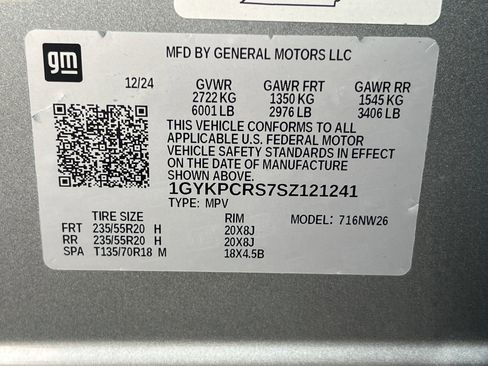 gm
MFD BY GENERAL MOTORS LLC
12/24 GVWR GAWR FRT GAWR RR
2722 KG 1350 KG 1545 KG
6001 LB 2976 LB 3406 LB
THIS VEHICLE CONFORMS TO ALL
APPLICABLE U.S. FEDERAL MOTOR
VEHICLE SAFETY STANDARDS IN EFFECT
ON THE DATE OF MANUFACTURE
SHOWN ABOVE.
1GYKPCRS7SZ121241
TYPE: MPV
TIRE SIZE RIM MODEL: 716NW26
FRT 235/55R20 H 20X8J
RR 235/55R20 H 20X8J
SPA T135/70R18 M 18X4.5B